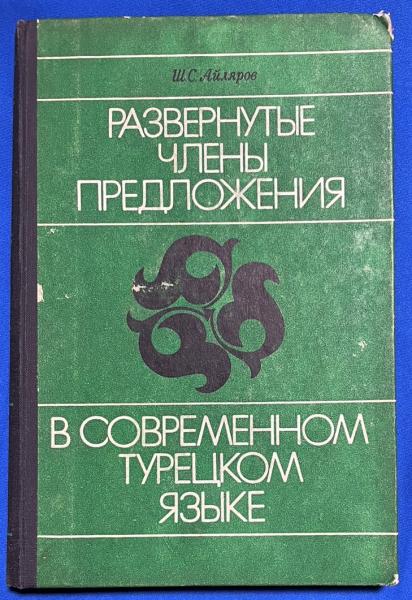 Ш.С.Айляров
РАЗВЕРНУТЫЕ
ЧЛЕНЫ
ПРЕДЛОЖЕНИЯ
В СОВРЕМЕННОМ
ТУРЕЦКОМ
ЯЗЫКЕ